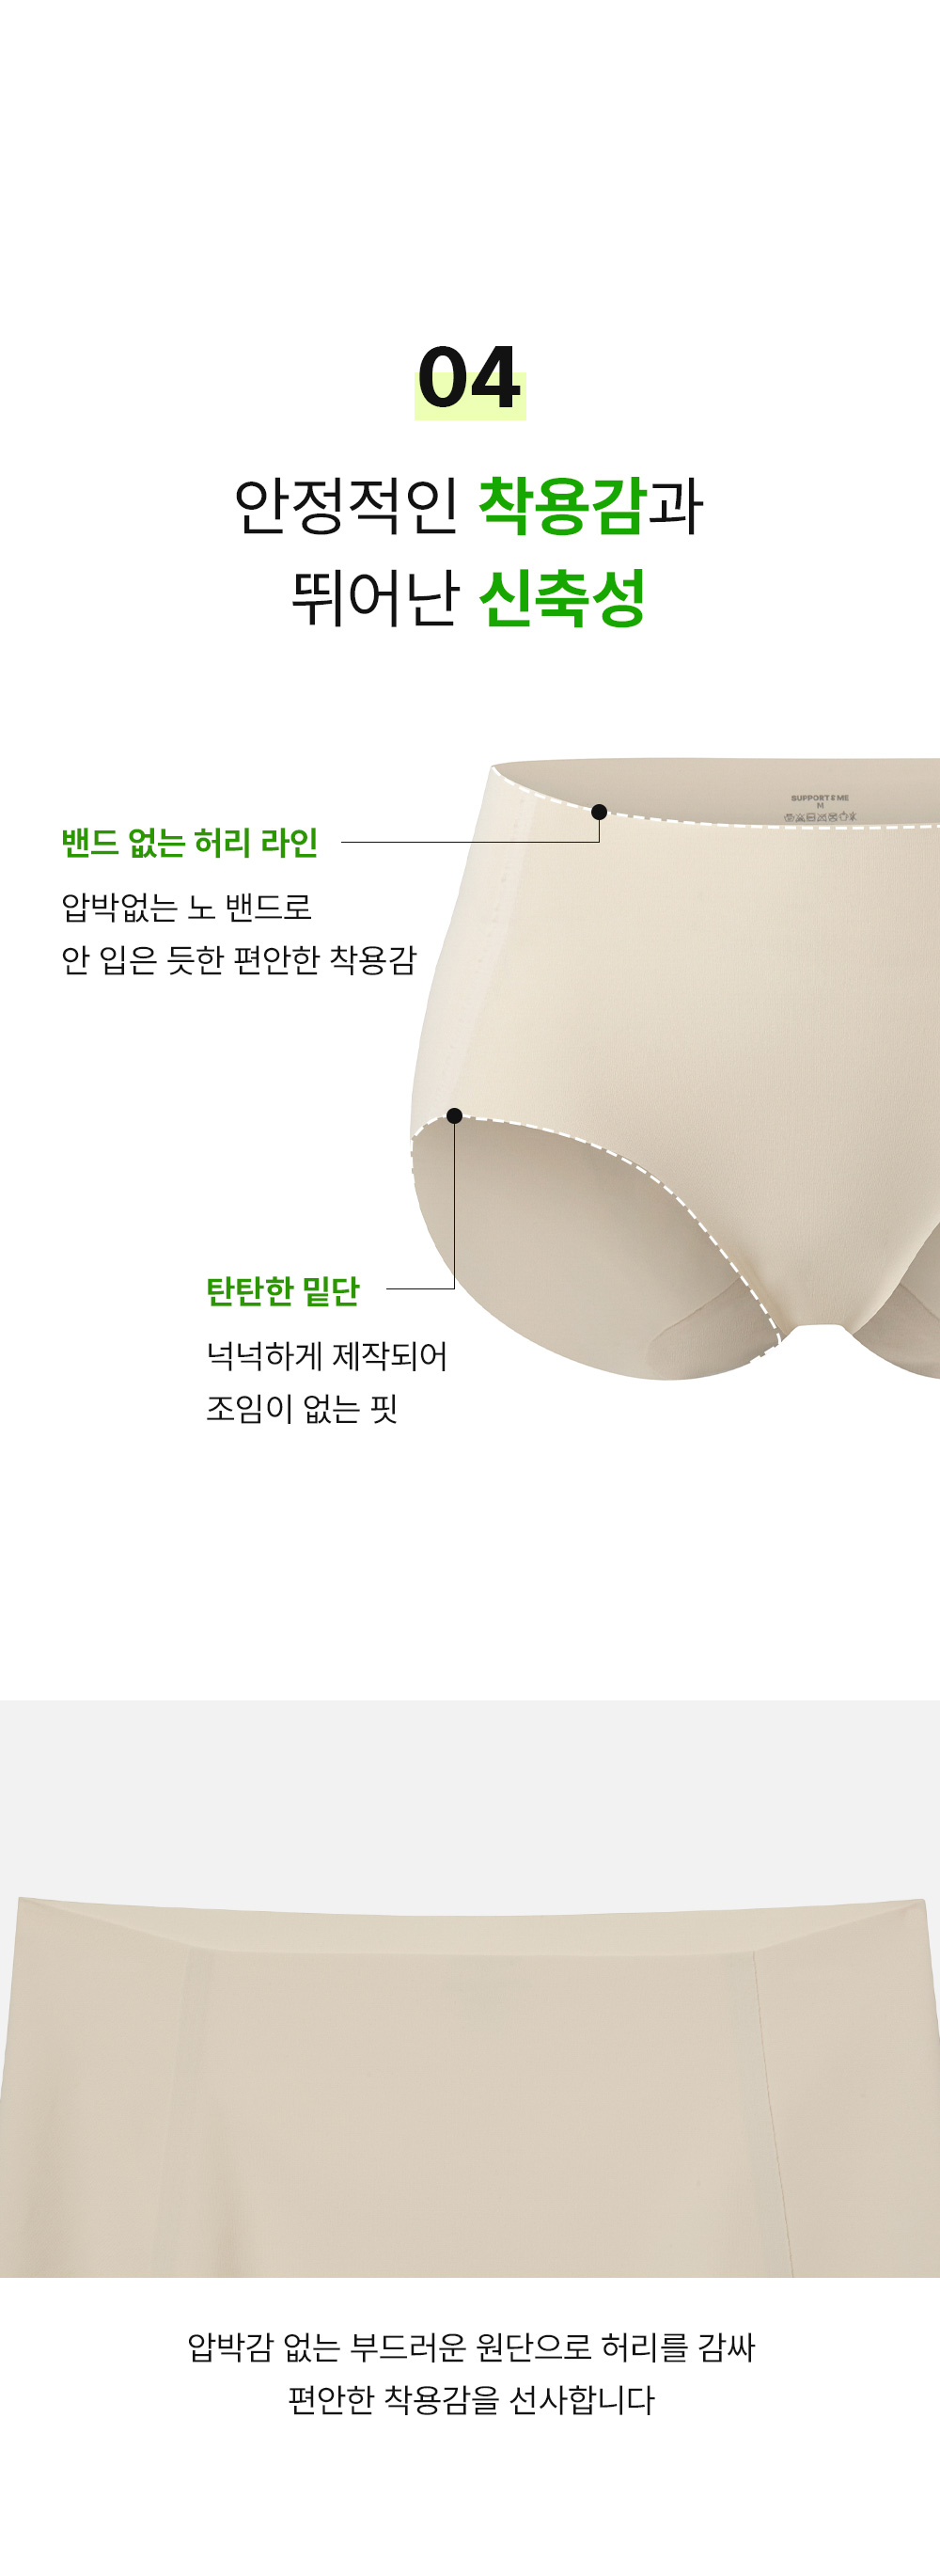 04
안정적인 착용감과
뛰어난 신축성
SUPPORT E ME
M
밴드 없는 허리 라인
압박없는 노 밴드로
안 입은 듯한 편안한 착용감
탄탄한 밑단
넉넉하게 제작되어
조임이 없는 핏
압박감 없는 부드러운 원단으로 허리를 감싸
편안한 착용감을 선사합니다